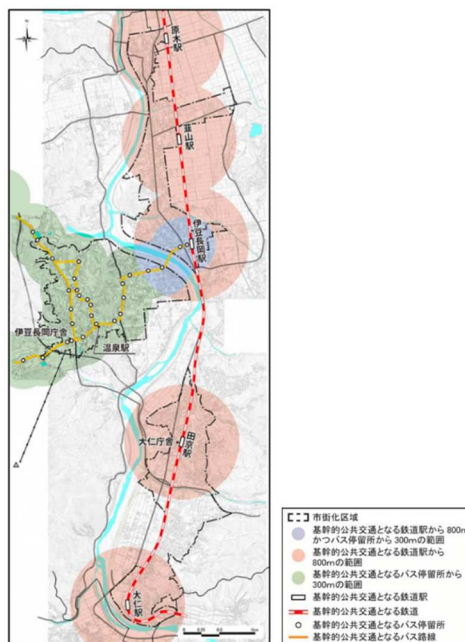 原木駅
韮山駅
伊豆長岡駅
伊豆長岡庁舎
温泉駅
大仁庁舎
田京駅
大仁駅
市街化区域
基幹的公共交通となる鉄道駅から 800m
かつバス停留所から 300mの範囲
基幹的公共交通となる鉄道駅から
800mの範囲
基幹的公共交通となるバス停留所から
300mの範囲
基幹的公共交通となる鉄道駅
基幹的公共交通となる鉄道
基幹的公共交通となるバス停留所
基幹的公共交通となるバス路線